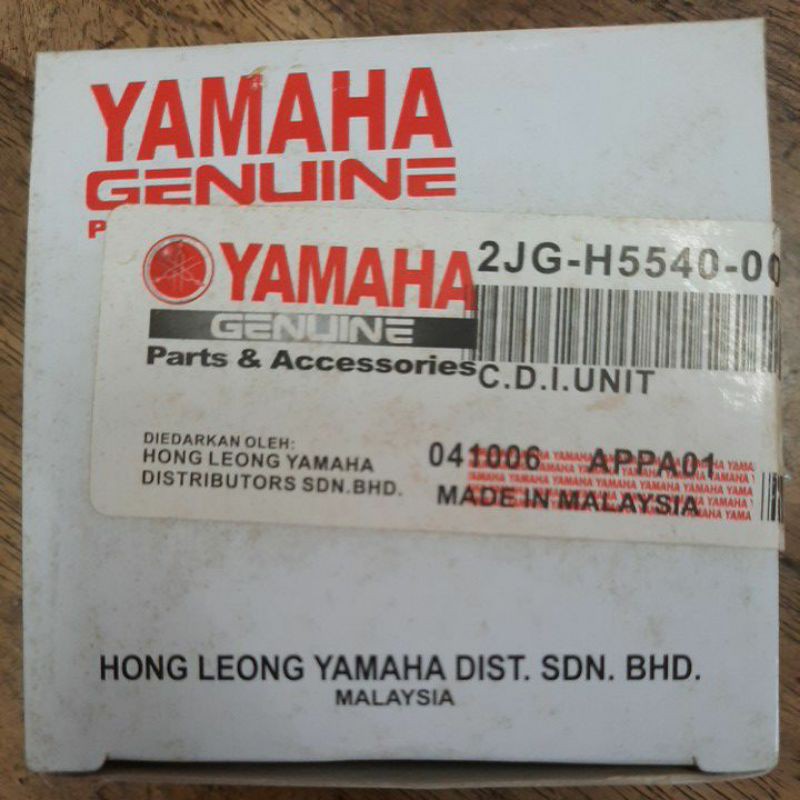 YAMAHA
GENUINE
P
YAMAHA
GENUINE
Parts & Accessories
2JG-H5540-00
C.D.I.UNIT
DIEDARKAN OLEH:
HONG LEONG YAMAHA
DISTRIBUTORS SDN.BHD.
041006 APPA01
MADE IN MALAYSIA
HONG LEONG YAMAHA DIST. SDN. BHD.
MALAYSIA